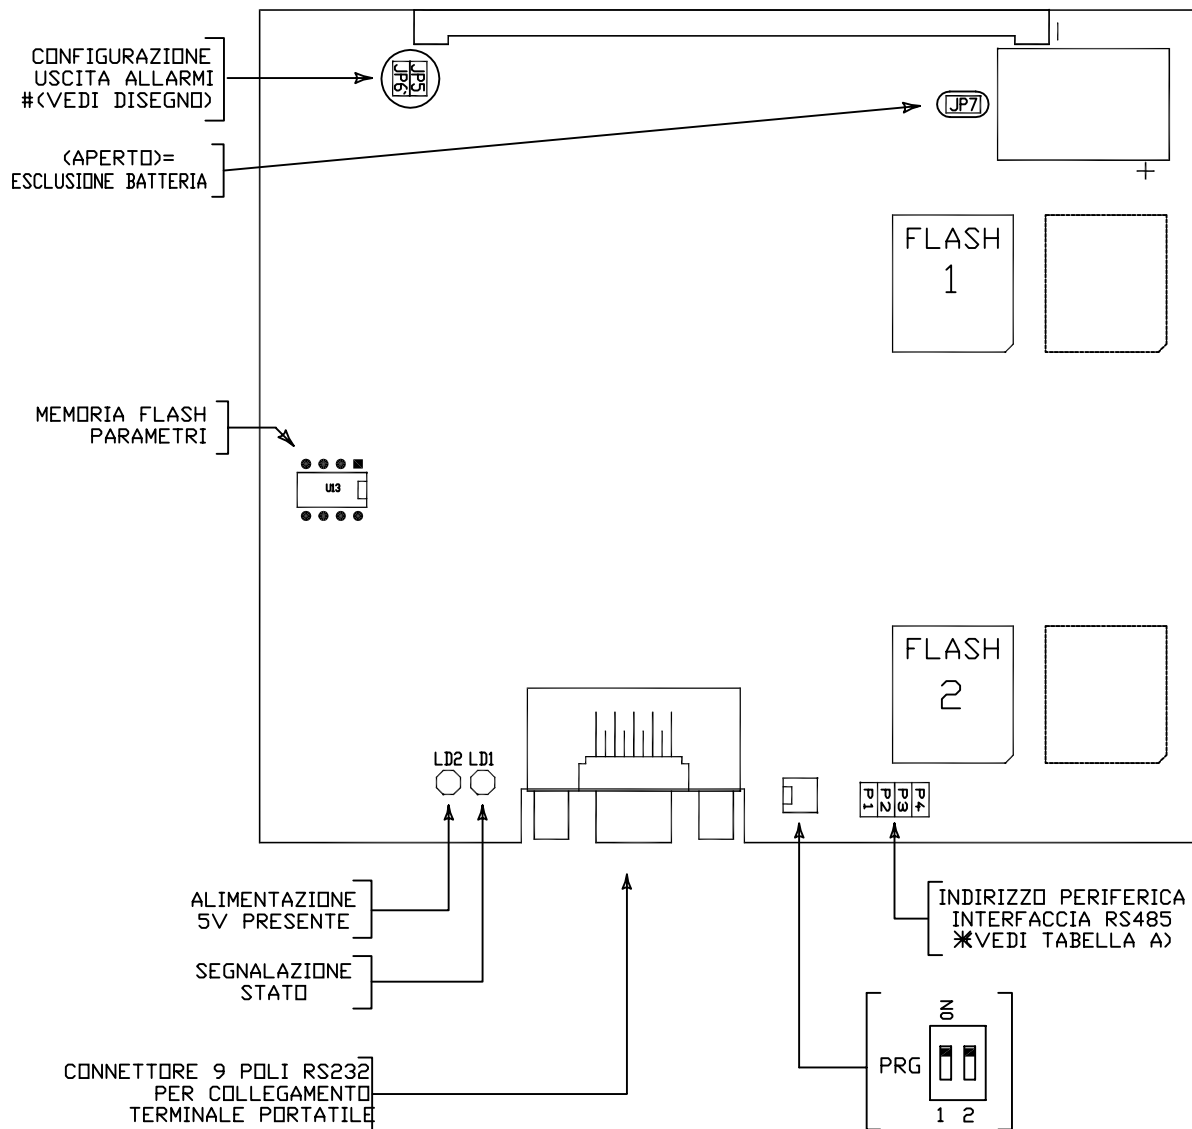 CONFIGURAZIONE
USCITA ALLARMI
#(VEDI DISEGNO)
JP5
JP6
JP7
(APERTO)=
ESCLUSIONE BATTERIA
+
FLASH
1
MEMORIA FLASH
PARAMETRI
U13
FLASH
2
LD2 LD1
P1 P2 P3 P4
ALIMENTAZIONE
5V PRESENTE
INDIRIZZO PERIFERICA
INTERFACCIA RS485
*VEDI TABELLA A)
SEGNALAZIONE
STATO
NO
PRG
1 2
CONNETTORE 9 POLI RS232
PER COLLEGAMENTO
TERMINALE PORTATILE